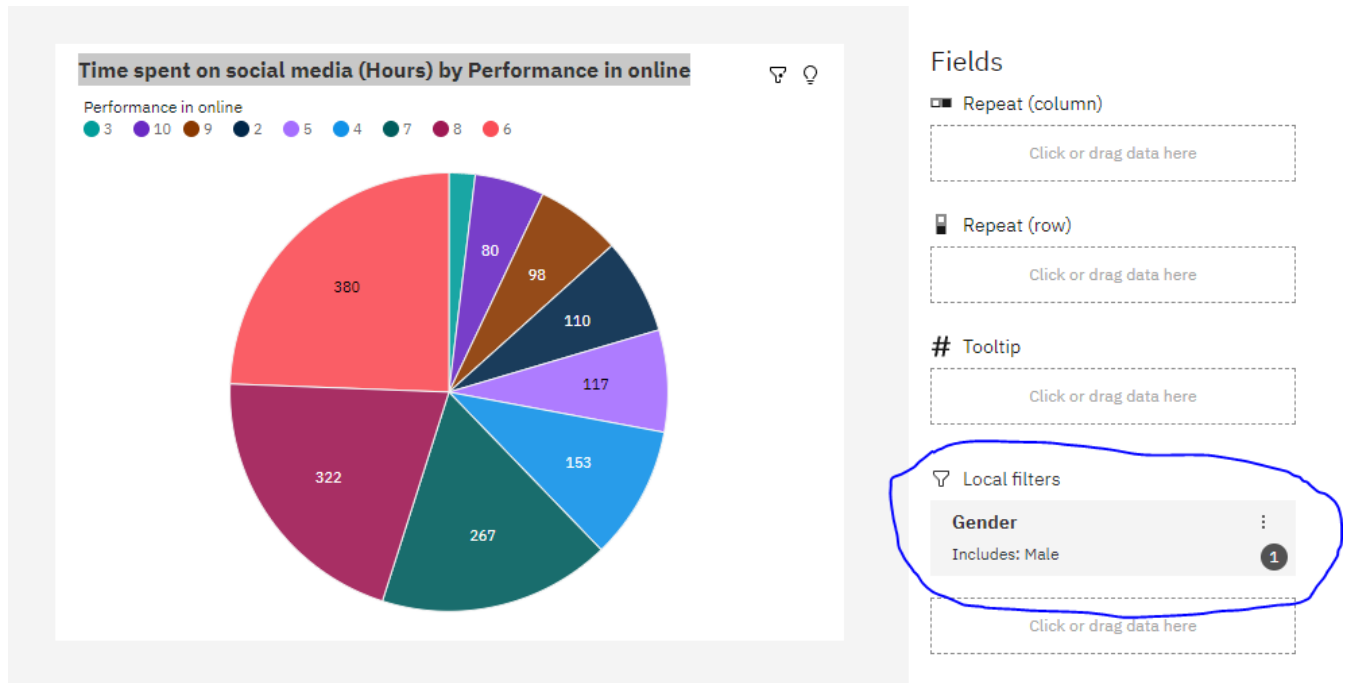 Time spent on social media (Hours) by Performance in online
Performance in online
3 10 9 2 5 4 7 8 6
80
98
110
117
153
267
322
380
Fields
Repeat (column)
Click or drag data here
Repeat (row)
Click or drag data here
# Tooltip
Click or drag data here
Local filters
Gender
Includes: Male 1
Click or drag data here